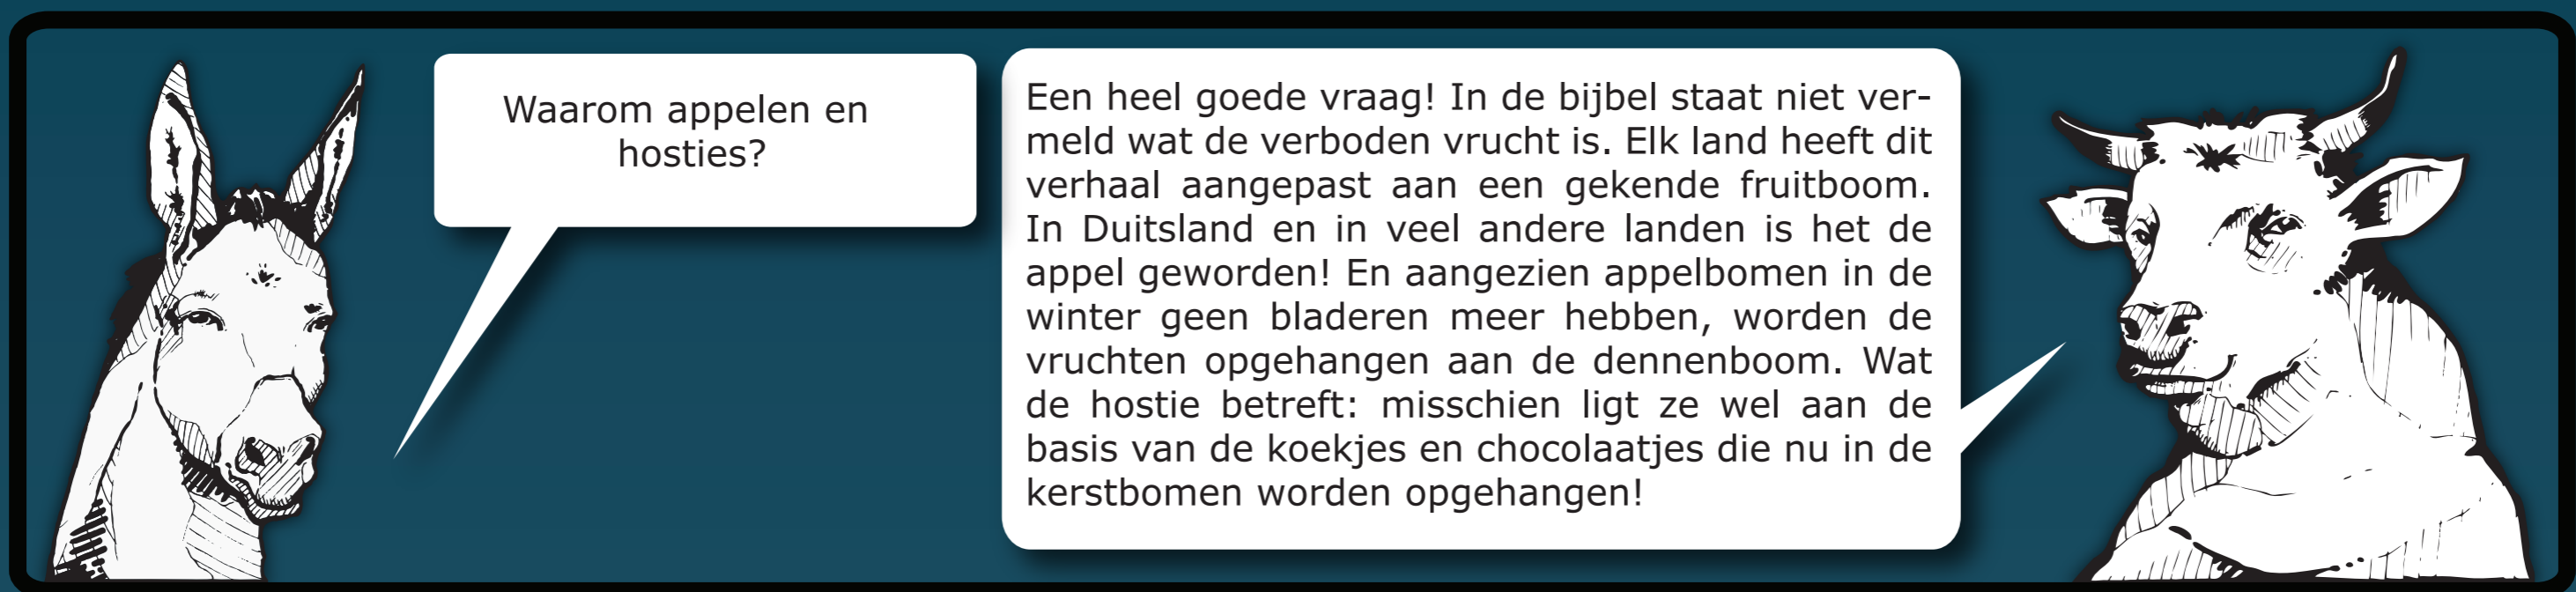 Waarom appelen en
hosties?
Een heel goede vraag! In de bijbel staat niet ver-
meld wat de verboden vrucht is. Elk land heeft dit
verhaal aangepast aan een gekende fruitboom.
In Duitsland en in veel andere landen is het de
appel geworden! En aangezien appelbomen in de
winter geen bladeren meer hebben, worden de
vruchten opgehangen aan de dennenboom. Wat
de hostie betreft: misschien ligt ze wel aan de
basis van de koekjes en chocolaatjes die nu in de
kerstbomen worden opgehangen!